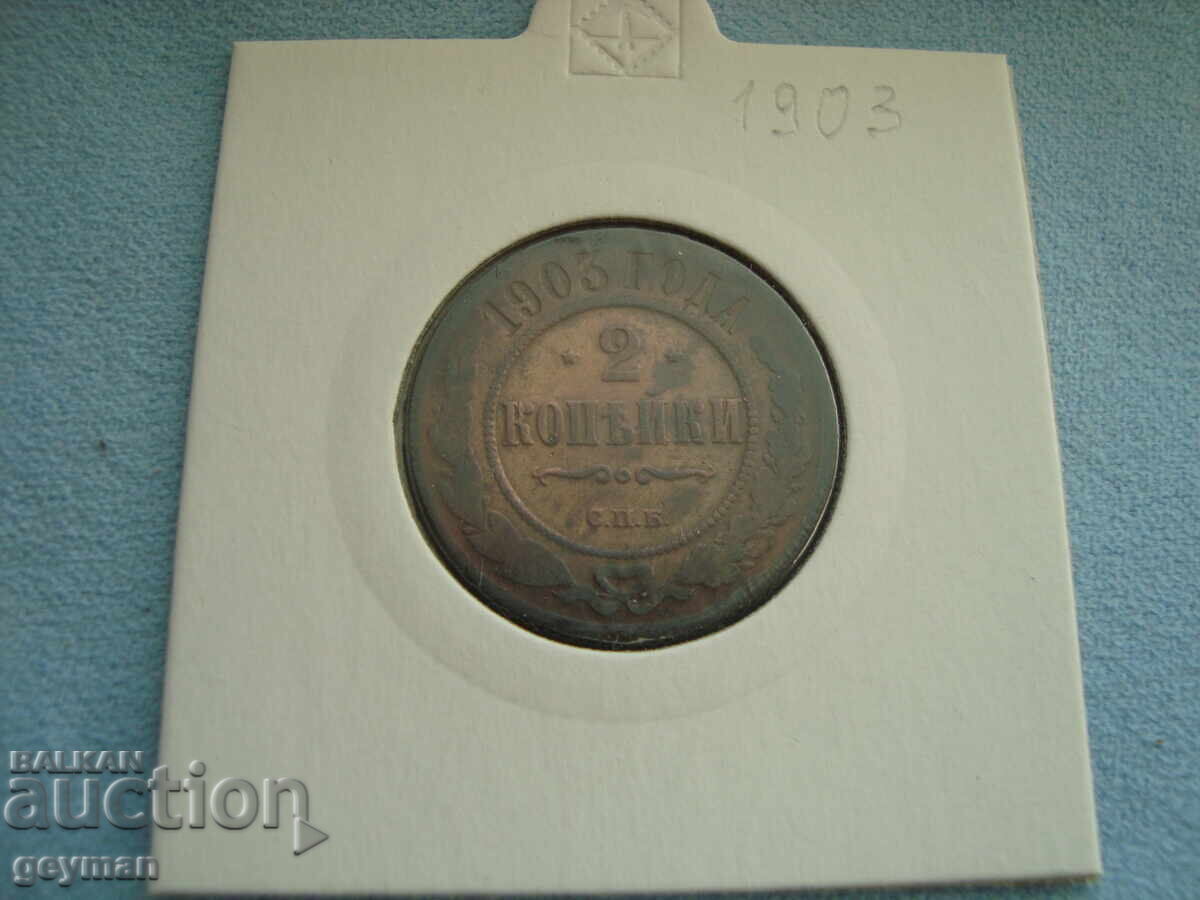 1903
1903 ГОДА
2
КОПѢЙКИ
С.П.Б.
BALKAN
auction
geyman